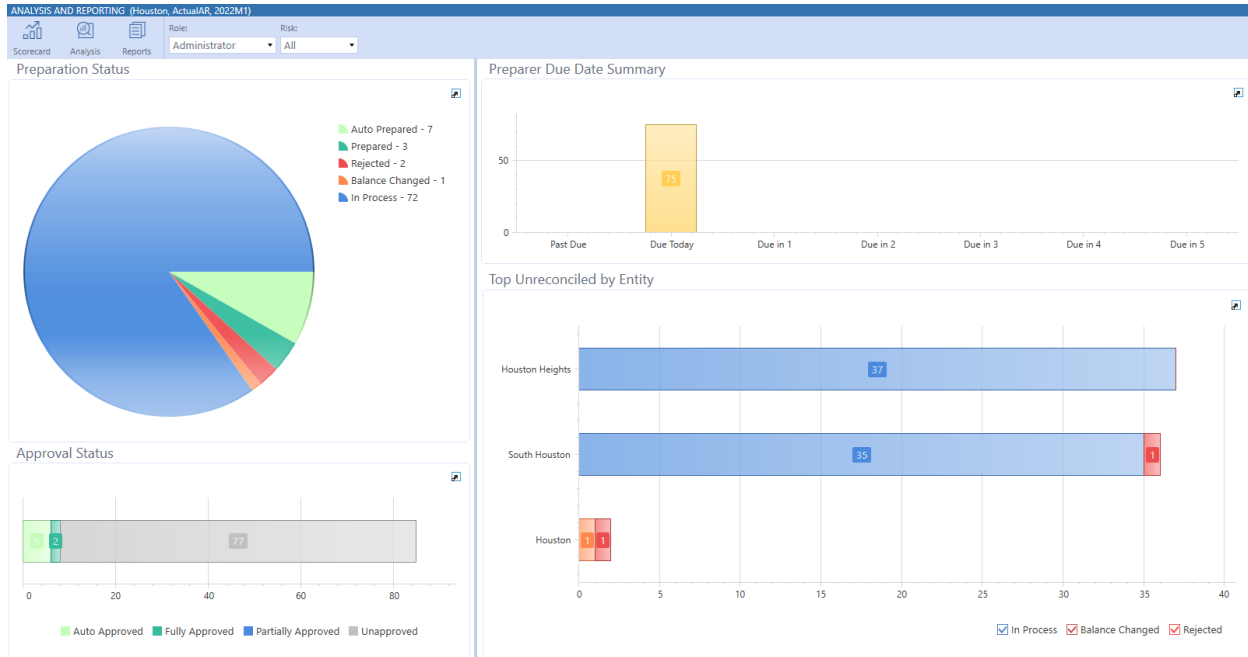 ANALYSIS AND REPORTING (Houston, ActualAR, 2022M1)
Scorecard
Analysis
Reports
Role:
Administrator
Risk:
All
Preparation Status
Auto Prepared - 7
Prepared - 3
Rejected - 2
Balance Changed - 1
In Process - 72
Approval Status
6 2 77
0 20 40 60 80
Auto Approved Fully Approved Partially Approved Unapproved
Preparer Due Date Summary
50
75
0
Past Due Due Today Due in 1 Due in 2 Due in 3 Due in 4 Due in 5
Top Unreconciled by Entity
Houston Heights 37
South Houston 35 1
Houston 1 1
0 5 10 15 20 25 30 35 40
In Process Balance Changed Rejected